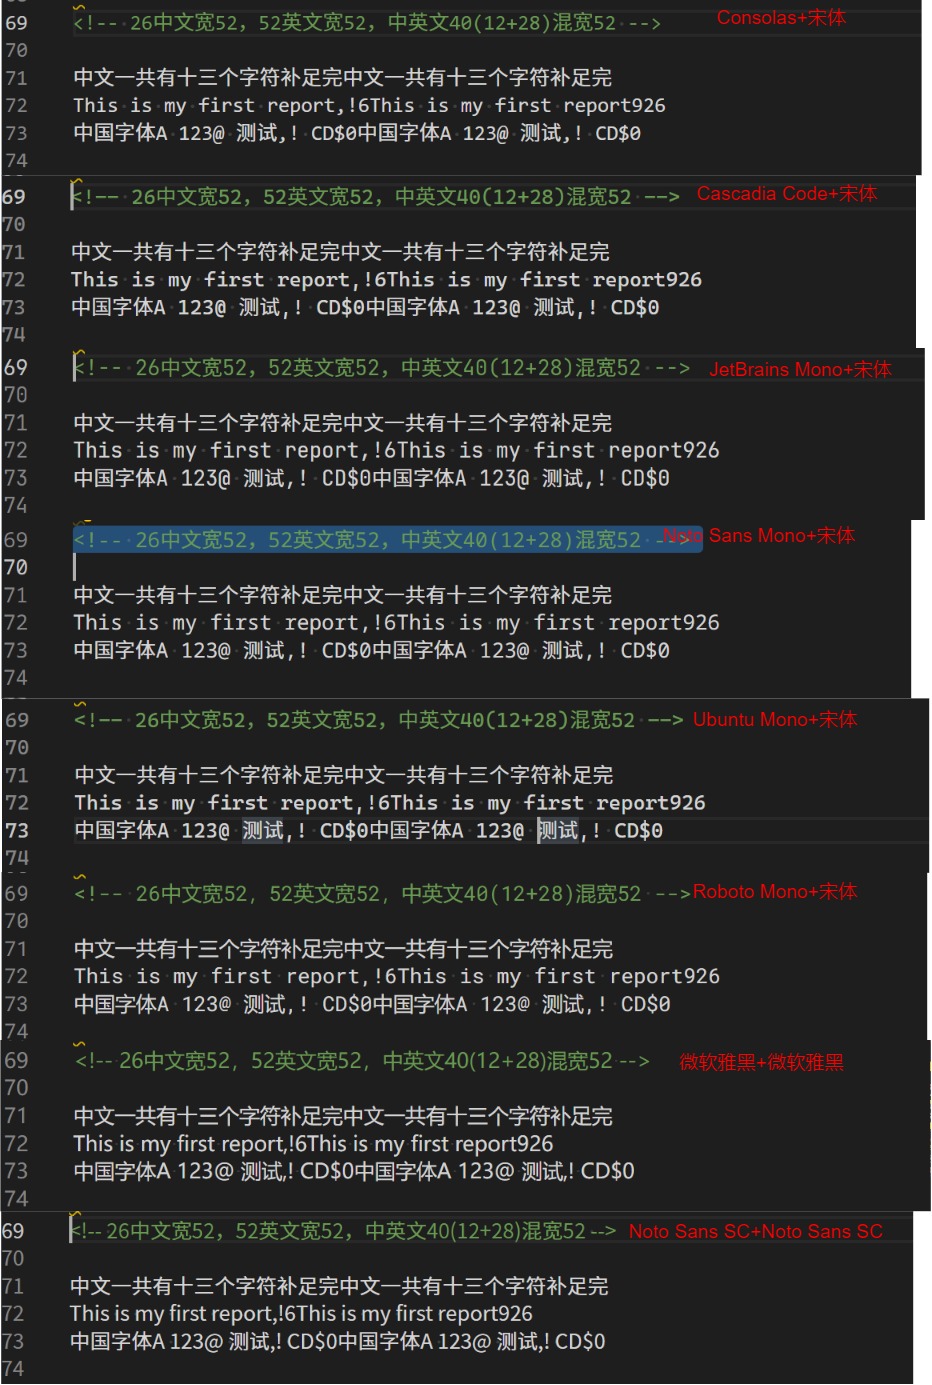 69 <!-- 26中文宽52，52英文宽52，中英文40(12+28)混宽52 --> Consolas+宋体
70
71 中文一共有十三个字符补足完中文一共有十三个字符补足完
72 This is my first report,!6This is my first report926
73 中国字体A 123@ 测试,! CD$0中国字体A 123@ 测试,! CD$0
74
69 <!-- 26中文宽52，52英文宽52，中英文40(12+28)混宽52 --> Cascadia Code+宋体
70
71 中文一共有十三个字符补足完中文一共有十三个字符补足完
72 This is my first report,!6This is my first report926
73 中国字体A 123@ 测试,! CD$0中国字体A 123@ 测试,! CD$0
74
69 <!-- 26中文宽52，52英文宽52，中英文40(12+28)混宽52 --> JetBrains Mono+宋体
70
71 中文一共有十三个字符补足完中文一共有十三个字符补足完
72 This is my first report,!6This is my first report926
73 中国字体A 123@ 测试,! CD$0中国字体A 123@ 测试,! CD$0
74
69 <!-- 26中文宽52，52英文宽52，中英文40(12+28)混宽52 --> Noto Sans Mono+宋体
70
71 中文一共有十三个字符补足完中文一共有十三个字符补足完
72 This is my first report,!6This is my first report926
73 中国字体A 123@ 测试,! CD$0中国字体A 123@ 测试,! CD$0
74
69 <!-- 26中文宽52，52英文宽52，中英文40(12+28)混宽52 --> Ubuntu Mono+宋体
70
71 中文一共有十三个字符补足完中文一共有十三个字符补足完
72 This is my first report,!6This is my first report926
73 中国字体A 123@ 测试,! CD$0中国字体A 123@ 测试,! CD$0
74
69 <!-- 26中文宽52，52英文宽52，中英文40(12+28)混宽52 --> Roboto Mono+宋体
70
71 中文一共有十三个字符补足完中文一共有十三个字符补足完
72 This is my first report,!6This is my first report926
73 中国字体A 123@ 测试,! CD$0中国字体A 123@ 测试,! CD$0
74
69 <!-- 26中文宽52，52英文宽52，中英文40(12+28)混宽52 --> 微软雅黑+微软雅黑
70
71 中文一共有十三个字符补足完中文一共有十三个字符补足完
72 This is my first report,!6This is my first report926
73 中国字体A 123@ 测试,! CD$0中国字体A 123@ 测试,! CD$0
74
69 <!-- 26中文宽52，52英文宽52，中英文40(12+28)混宽52 --> Noto Sans SC+Noto Sans SC
70
71 中文一共有十三个字符补足完中文一共有十三个字符补足完
72 This is my first report,!6This is my first report926
73 中国字体A 123@ 测试,! CD$0中国字体A 123@ 测试,! CD$0
74